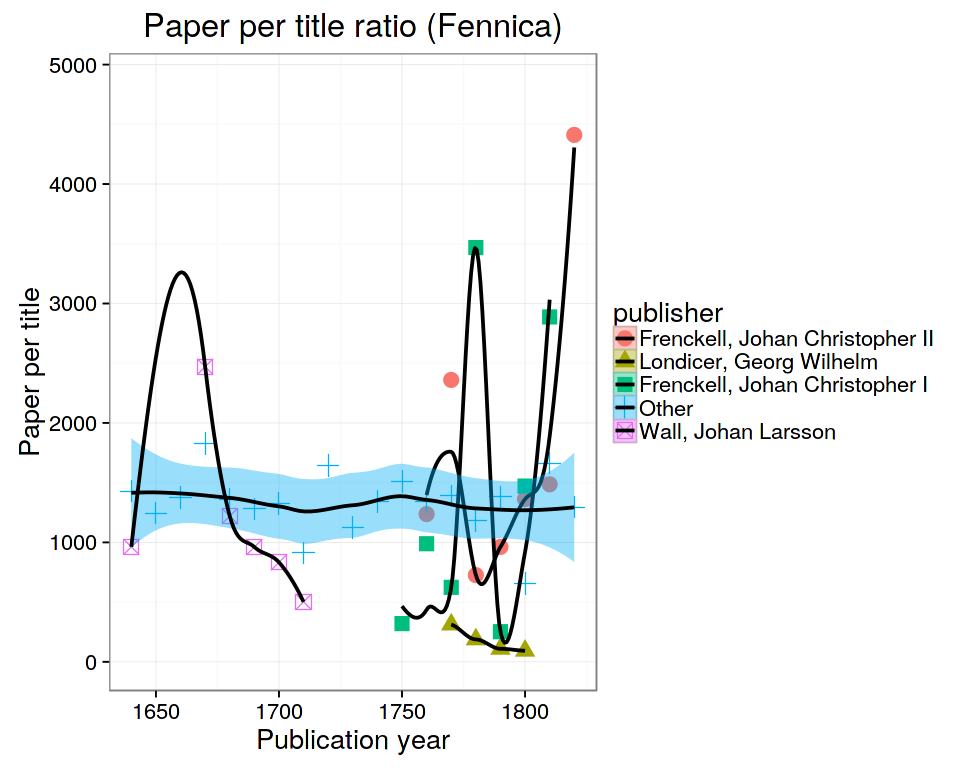 Paper per title ratio (Fennica)
5000
4000
3000
2000
1000
0
Paper per title
1650
1700
1750
1800
Publication year
publisher
Frenckell, Johan Christopher II
Londicer, Georg Wilhelm
Frenckell, Johan Christopher I
Other
Wall, Johan Larsson